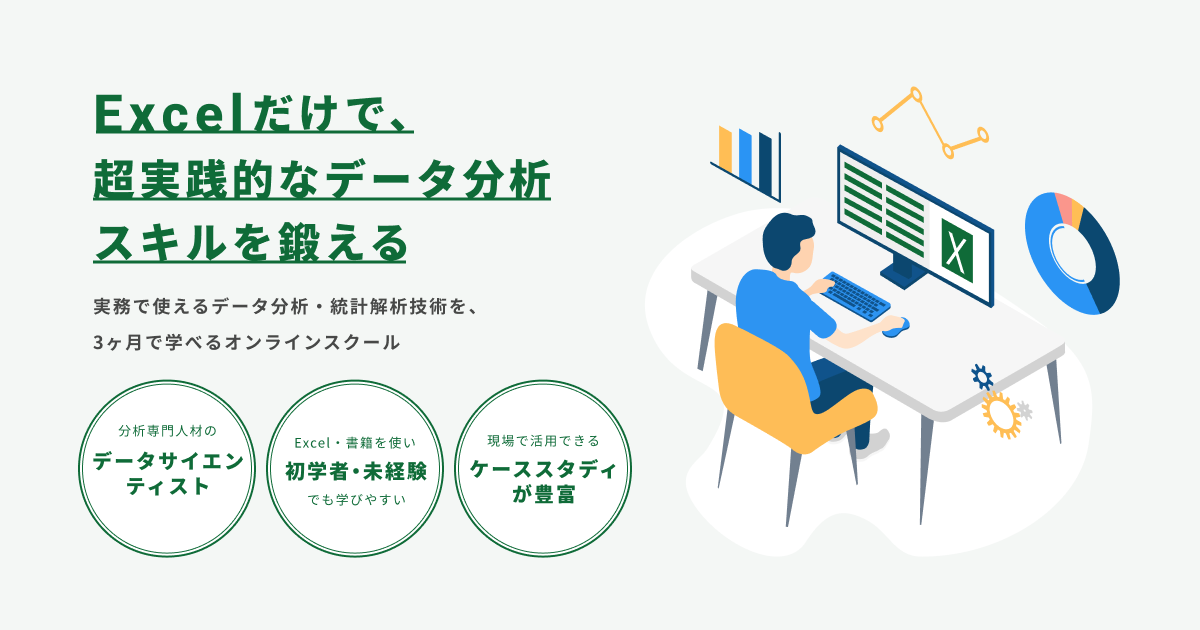 Excelだけで、
超実践的なデータ分析
スキルを鍛える
実務で使えるデータ分析・統計解析技術を、
3ヶ月で学べるオンラインスクール
分析専門人材の
データサイエン
ティスト
Excel・書籍を使い
初学者・未経験
でも学びやすい
現場で活用できる
ケーススタディ
が豊富
X